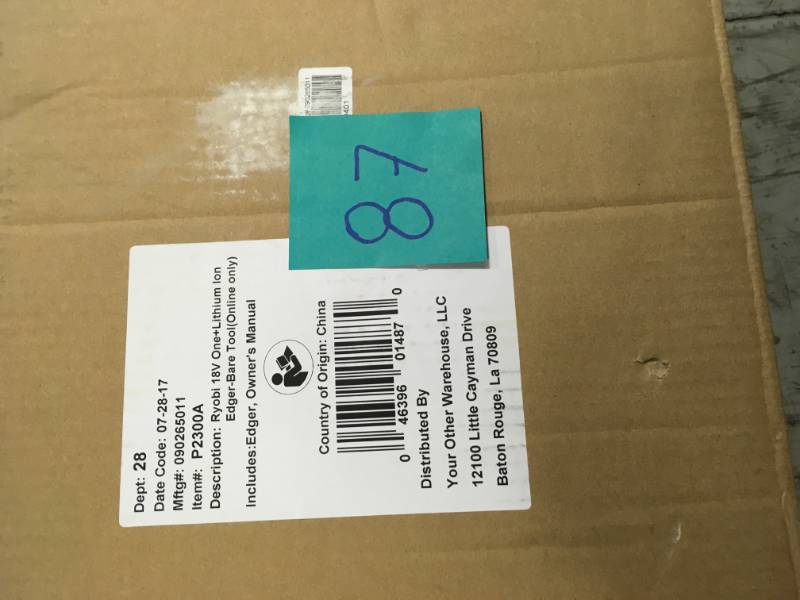 090265011
87
Dept: 28
Date Code: 07-28-17
Mftg#: 090265011
Item#: P2300A
Description: Ryobi 18V One+Lithium Ion
Edger-Bare Tool(Online only)
Includes:Edger, Owner's Manual
Country of Origin: China
0 46396 01487 0
Distributed By
Your Other Warehouse, LLC
12100 Little Cayman Drive
Baton Rouge, La 70809